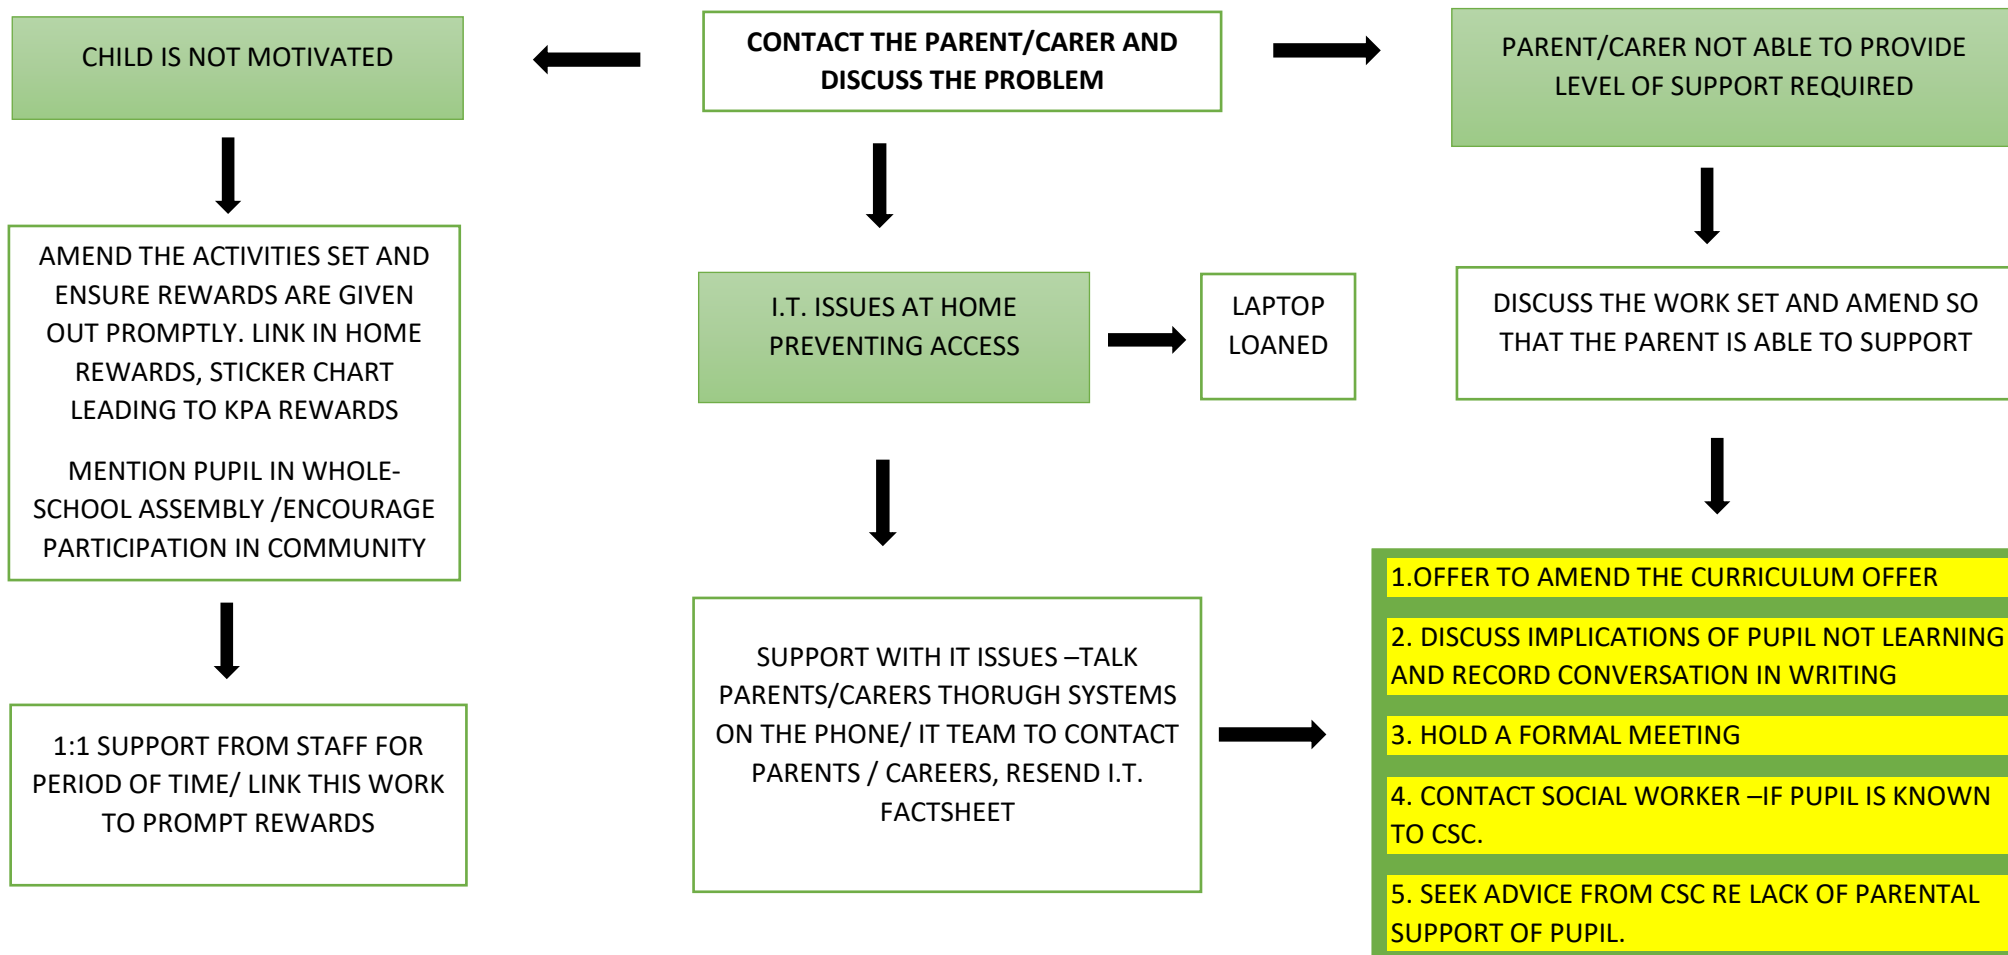 CHILD IS NOT MOTIVATED
CONTACT THE PARENT/CARER AND
DISCUSS THE PROBLEM
PARENT/CARER NOT ABLE TO PROVIDE
LEVEL OF SUPPORT REQUIRED
AMEND THE ACTIVITIES SET AND
ENSURE REWARDS ARE GIVEN
OUT PROMPTLY. LINK IN HOME
REWARDS, STICKER CHART
LEADING TO KPA REWARDS
MENTION PUPIL IN WHOLE-
SCHOOL ASSEMBLY /ENCOURAGE
PARTICIPATION IN COMMUNITY
I.T. ISSUES AT HOME
PREVENTING ACCESS
LAPTOP
LOANED
DISCUSS THE WORK SET AND AMEND SO
THAT THE PARENT IS ABLE TO SUPPORT
1:1 SUPPORT FROM STAFF FOR
PERIOD OF TIME/ LINK THIS WORK
TO PROMPT REWARDS
SUPPORT WITH IT ISSUES –TALK
PARENTS/CARERS THORUGH SYSTEMS
ON THE PHONE/ IT TEAM TO CONTACT
PARENTS / CAREERS, RESEND I.T.
FACTSHEET
1.OFFER TO AMEND THE CURRICULUM OFFER
2. DISCUSS IMPLICATIONS OF PUPIL NOT LEARNING
AND RECORD CONVERSATION IN WRITING
3. HOLD A FORMAL MEETING
4. CONTACT SOCIAL WORKER –IF PUPIL IS KNOWN
TO CSC.
5. SEEK ADVICE FROM CSC RE LACK OF PARENTAL
SUPPORT OF PUPIL.